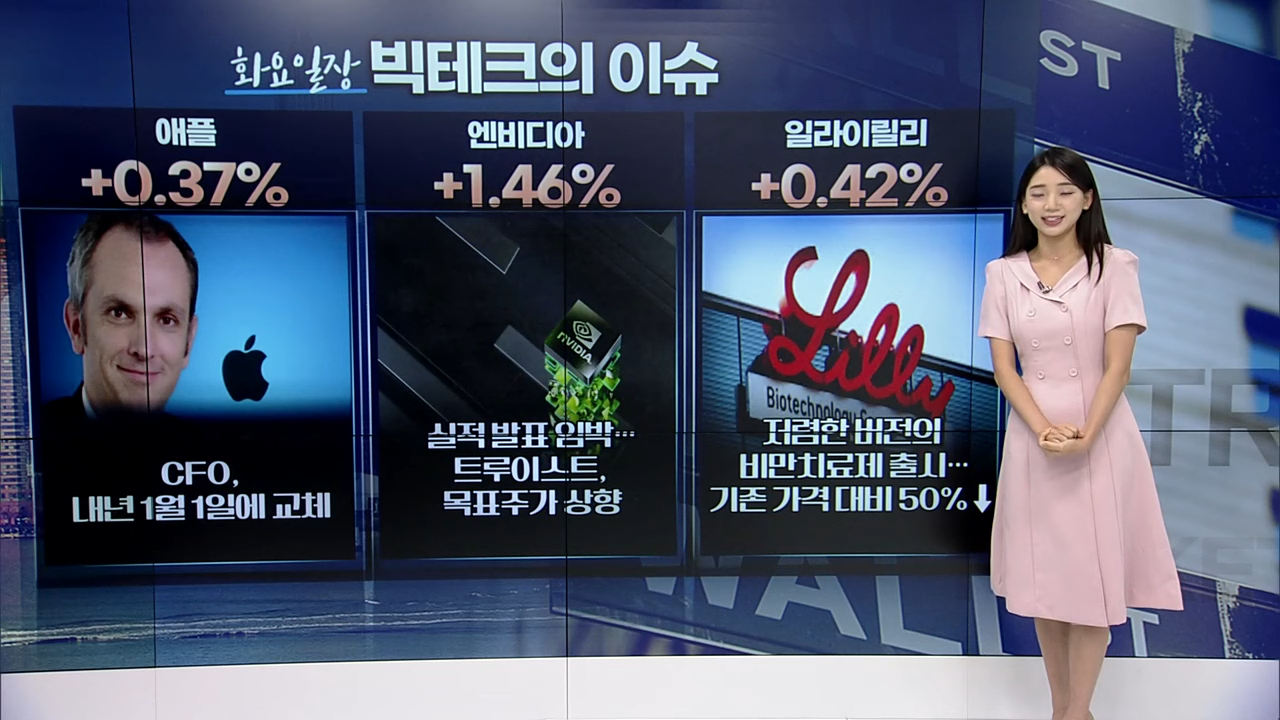 화요일장 빅테크의 이슈
애플
+0.37%
엔비디아
+1.46%
일라이릴리
+0.42%
CFO,
내년 1월 1일에 교체
NVIDIA
실적 발표 임박…
트루이스트,
목표주가 상향
Lilly
Biotechnology
저렴한 버전의
비만치료제 출시…
기존 가격 대비 50%↓
ST
WALL ST